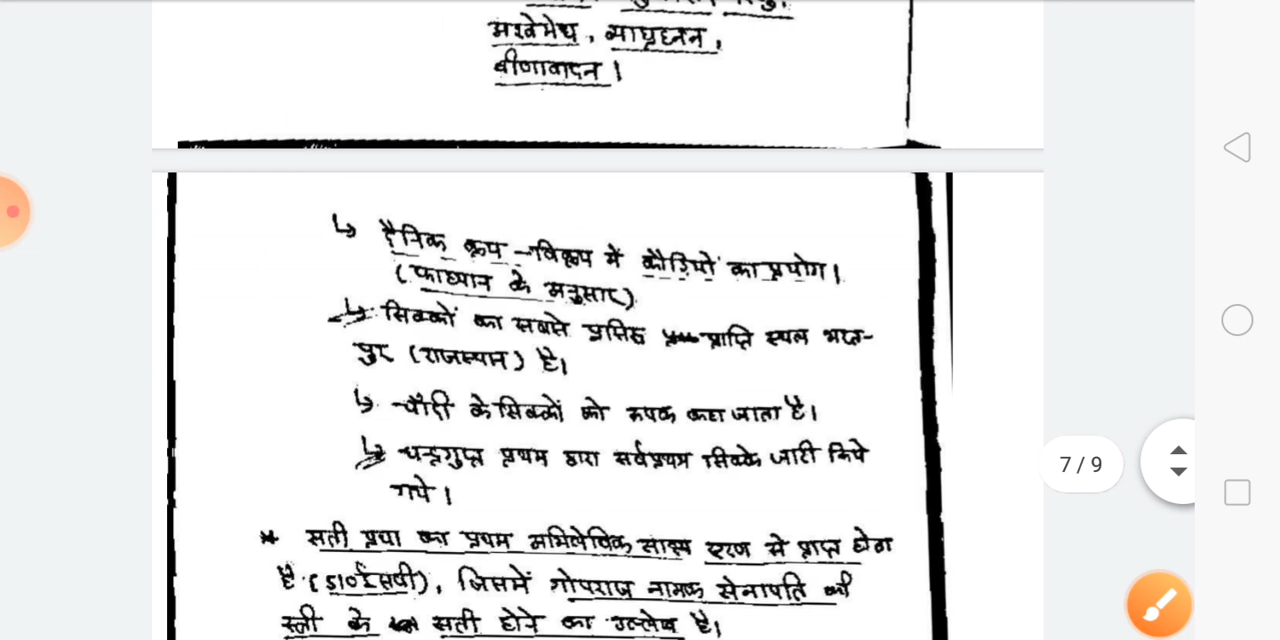 अश्वमेध, व्याघ्रहनन,
वीणावादन।
↳ दैनिक क्रय-विक्रय में कौड़ियों का प्रयोग।
(फाह्यान के अनुसार)
↳ सिक्कों का सबसे प्रसिद्ध प्राप्ति स्थल भरत-
पुर (राजस्थान) है।
↳ चाँदी के सिक्कों को रूपक कहा जाता है।
↳ चन्द्रगुप्त प्रथम द्वारा सर्वप्रथम सिक्के जारी किये
गये।
* सती प्रथा का प्रथम अभिलेखिक साक्ष्य एरण से प्राप्त होता
है (510 ईसवी), जिसमें गोपराज नामक सेनापति की
स्त्री के सती होने का उल्लेख है।
7 / 9